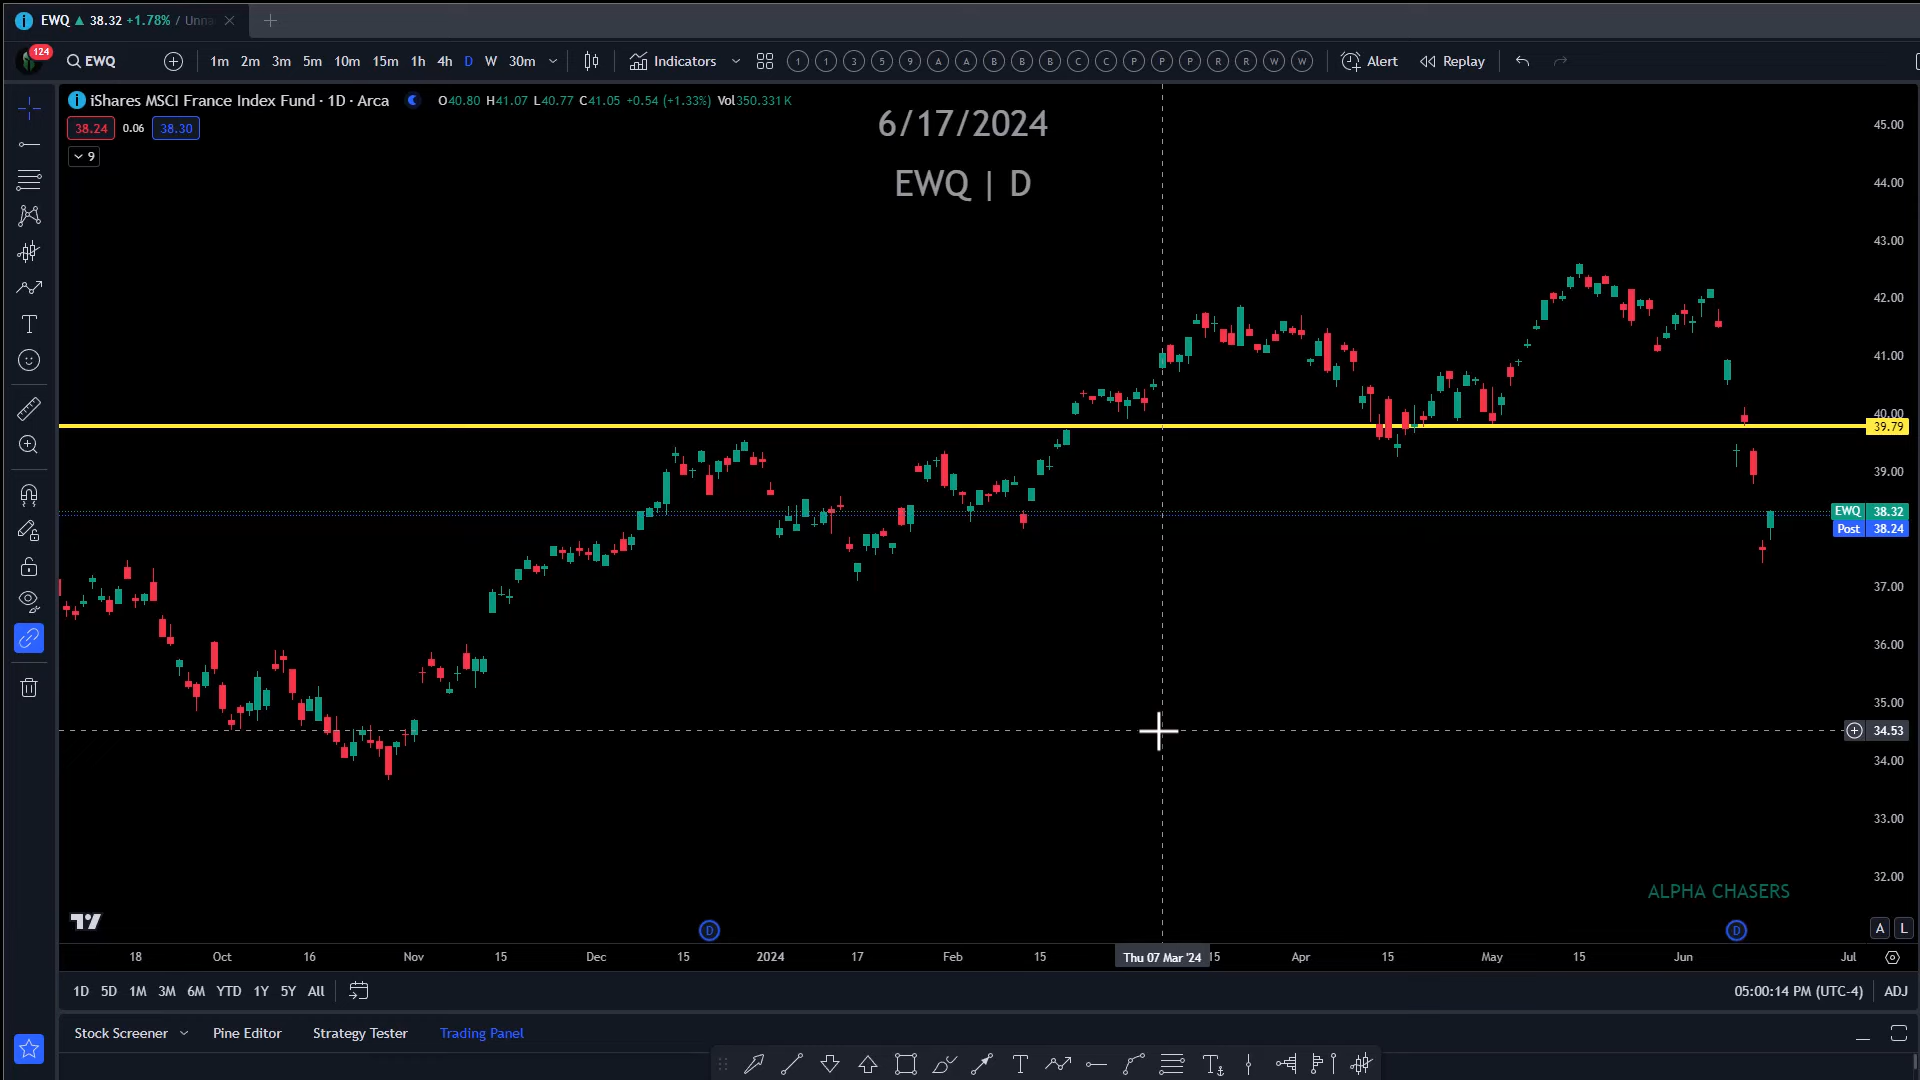 EWQ ▲ 38.32 +1.78% / Unna
124
EWQ
1m 2m 3m 5m 10m 15m 1h 4h D W 30m
Indicators
1 1 3 5 9 A A B B B C C P P P R R W W
Alert Replay
iShares MSCI France Index Fund · 1D · Arca
O40.80 H41.07 L40.77 C41.05 +0.54 (+1.33%) Vol350.331 K
38.24 0.06 38.30
9
6/17/2024
EWQ | D
45.00
44.00
43.00
42.00
41.00
40.00
39.79
39.00
EWQ 38.32
Post 38.24
37.00
36.00
35.00
34.53
34.00
33.00
32.00
ALPHA CHASERS
D D
A L
18 Oct 16 Nov 15 Dec 15 2024 17 Feb 15 Thu 07 Mar '24 15 Apr 15 May 15 Jun Jul
1D 5D 1M 3M 6M YTD 1Y 5Y All
05:00:14 PM (UTC-4) ADJ
Stock Screener Pine Editor Strategy Tester Trading Panel